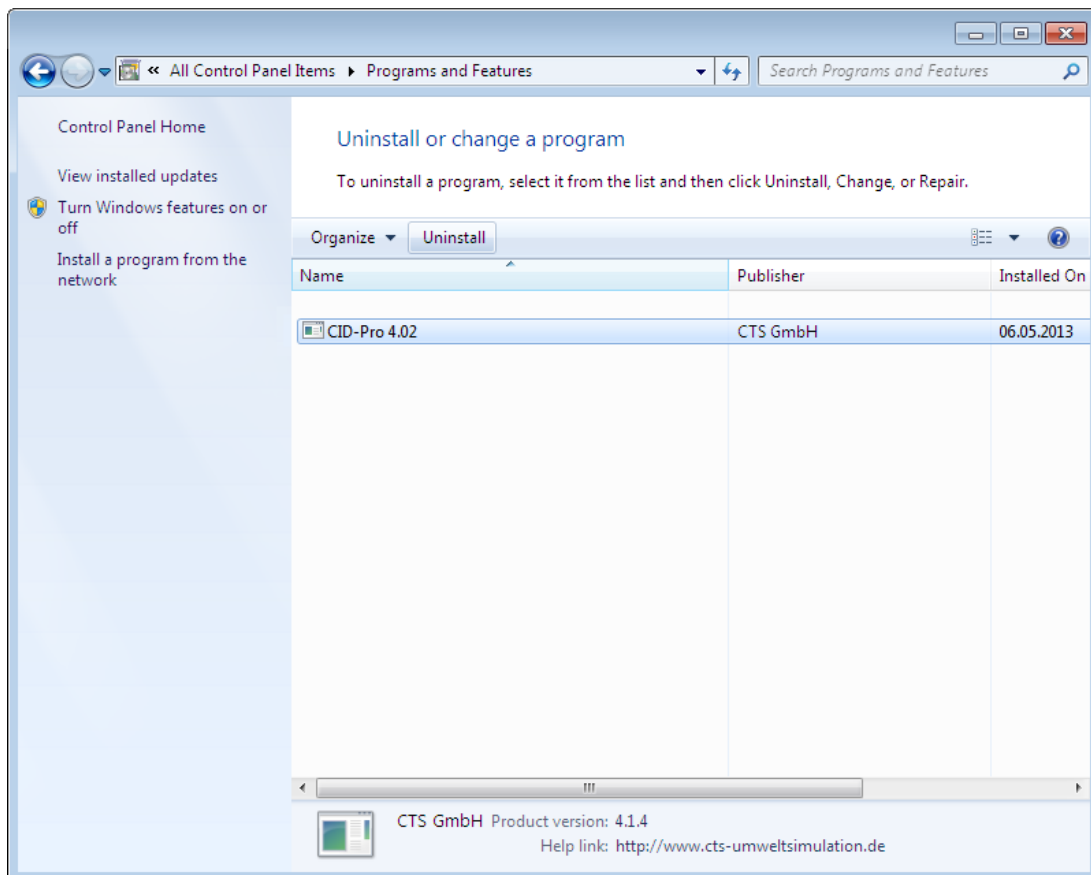 « All Control Panel Items ▸ Programs and Features
Search Programs and Features
Control Panel Home
View installed updates
Turn Windows features on or
off
Install a program from the
network
Uninstall or change a program
To uninstall a program, select it from the list and then click Uninstall, Change, or Repair.
Organize Uninstall
Name Publisher Installed On
CID-Pro 4.02 CTS GmbH 06.05.2013
CTS GmbH Product version: 4.1.4
Help link: http://www.cts-umweltsimulation.de